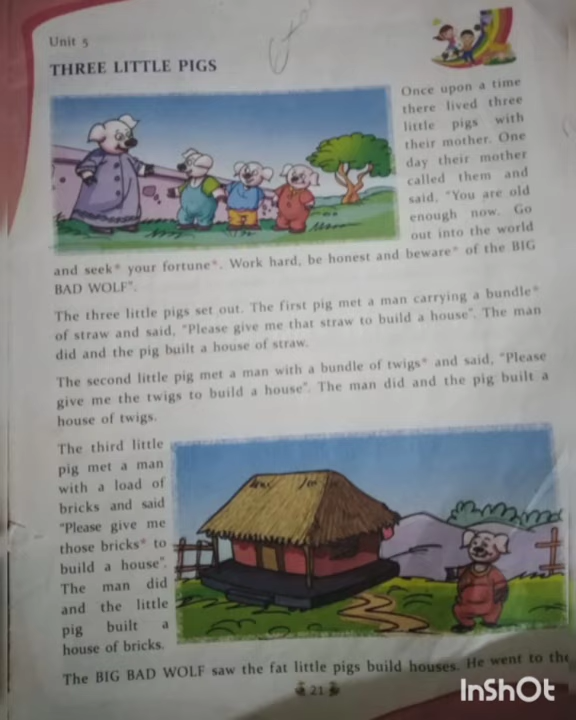 Unit 5
THREE LITTLE PIGS
Once upon a time
there lived three
little pigs with
their mother. One
day their mother
called them and
said, "You are old
enough now. Go
out into the world
and seek* your fortune*. Work hard, be honest and beware* of the BIG
BAD WOLF".
The three little pigs set out. The first pig met a man carrying a bundle*
of straw and said, "Please give me that straw to build a house". The man
did and the pig built a house of straw.
The second little pig met a man with a bundle of twigs* and said, "Please
give me the twigs to build a house". The man did and the pig built a
house of twigs.
The third little
pig met a man
with a load of
bricks and said
"Please give me
those bricks* to
build a house".
The man did
and the little
pig built a
house of bricks.
The BIG BAD WOLF saw the fat little pigs build houses. He went to the
21
InShOt